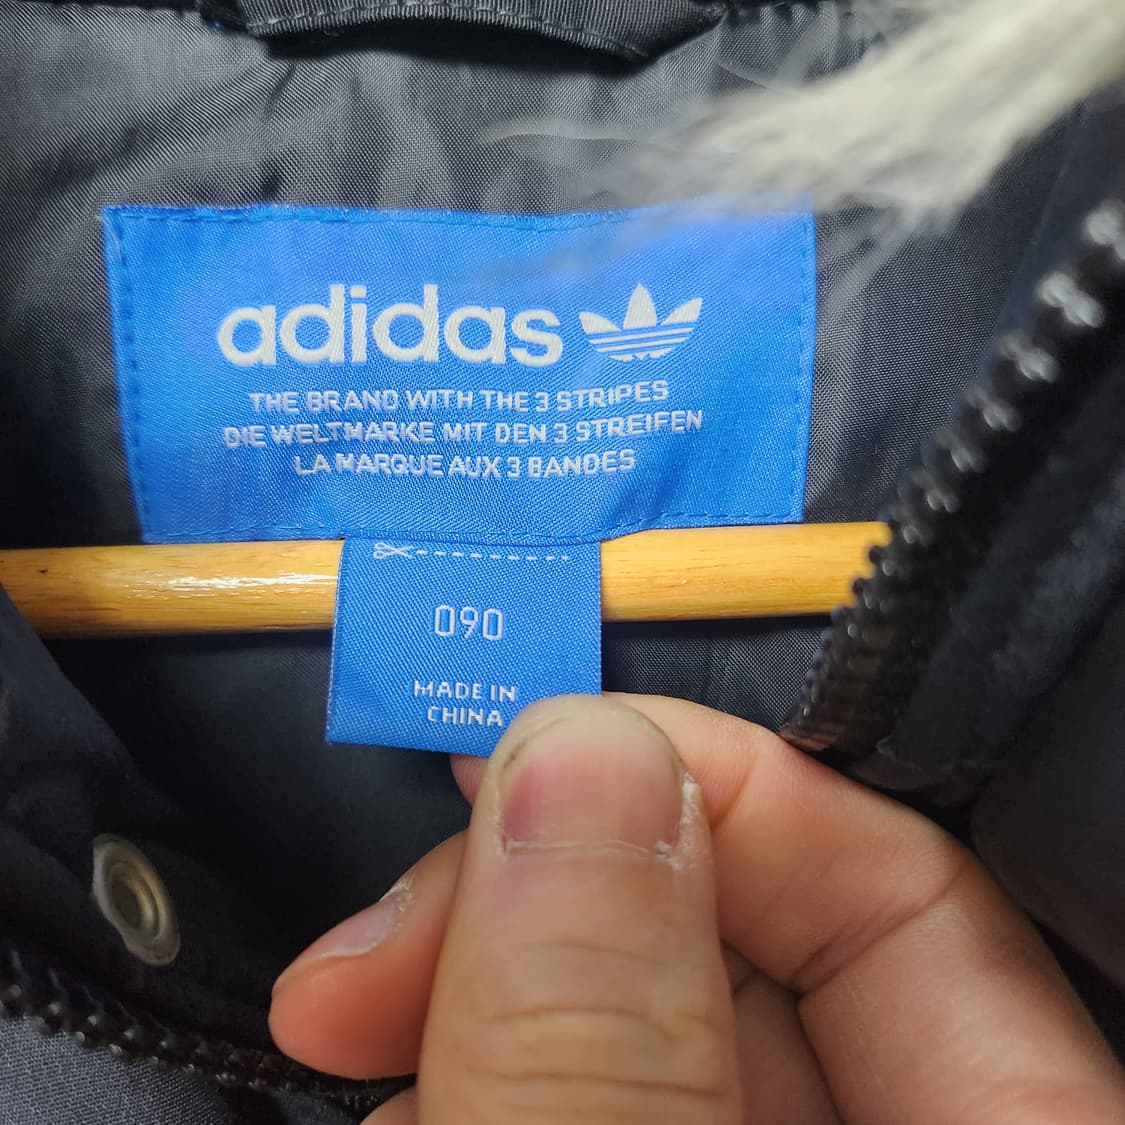 adidas
THE BRAND WITH THE 3 STRIPES
DIE WELTMARKE MIT DEN 3 STREIFEN
LA MARQUE AUX 3 BANDES
090
MADE IN
CHINA